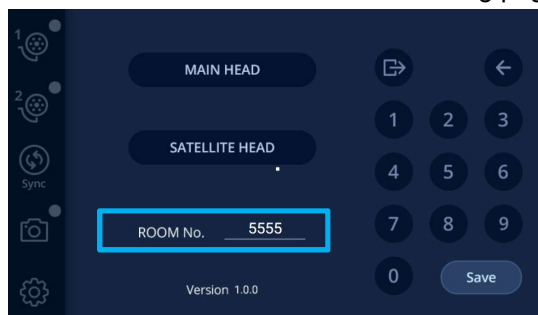 1
2
Sync
MAIN HEAD
SATELLITE HEAD
ROOM No. 5555
Version 1.0.0
1 2 3
4 5 6
7 8 9
0 Save